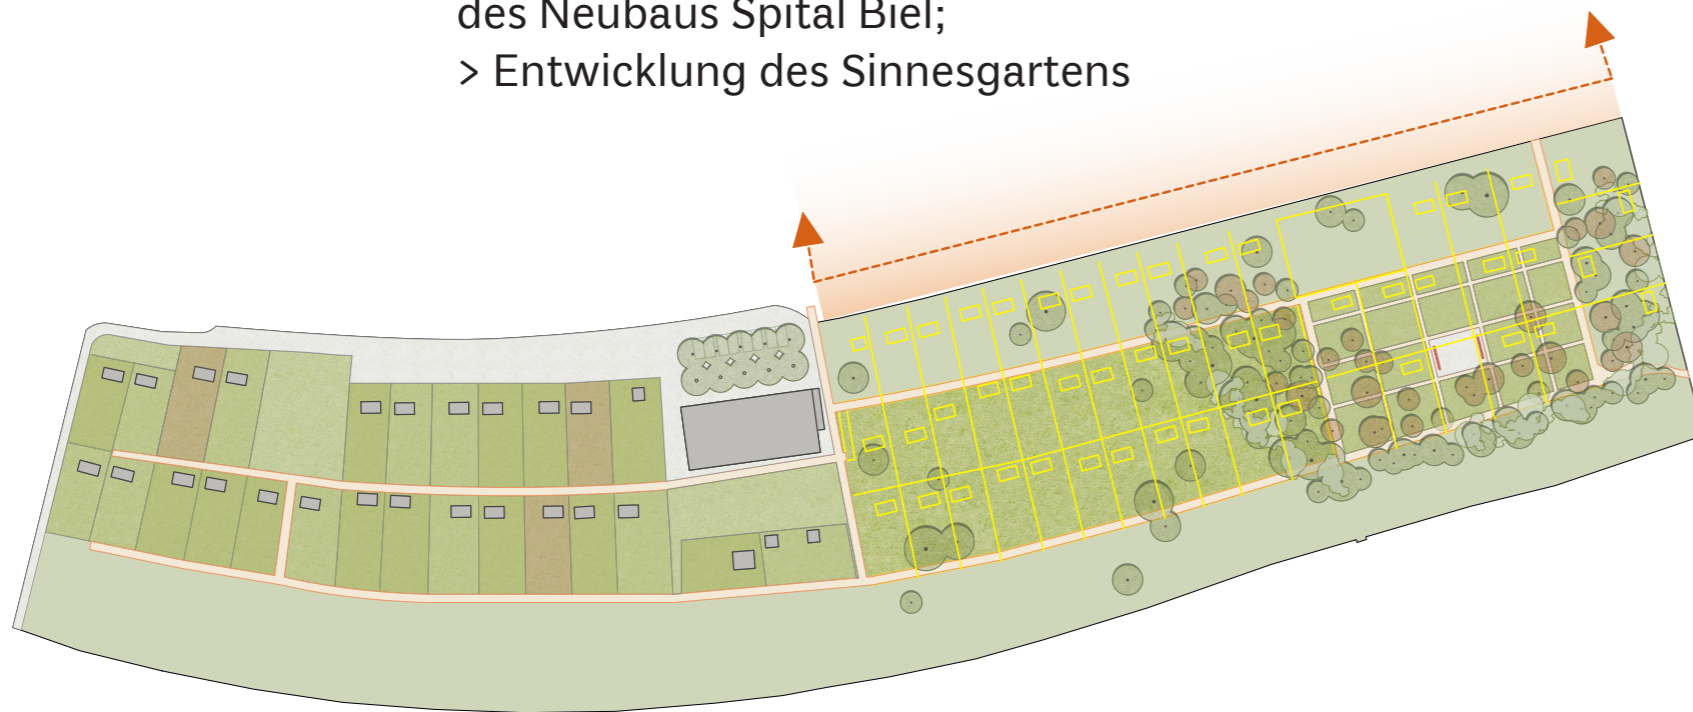 des Neubaus Spital Biel;
> Entwicklung des Sinnesgartens